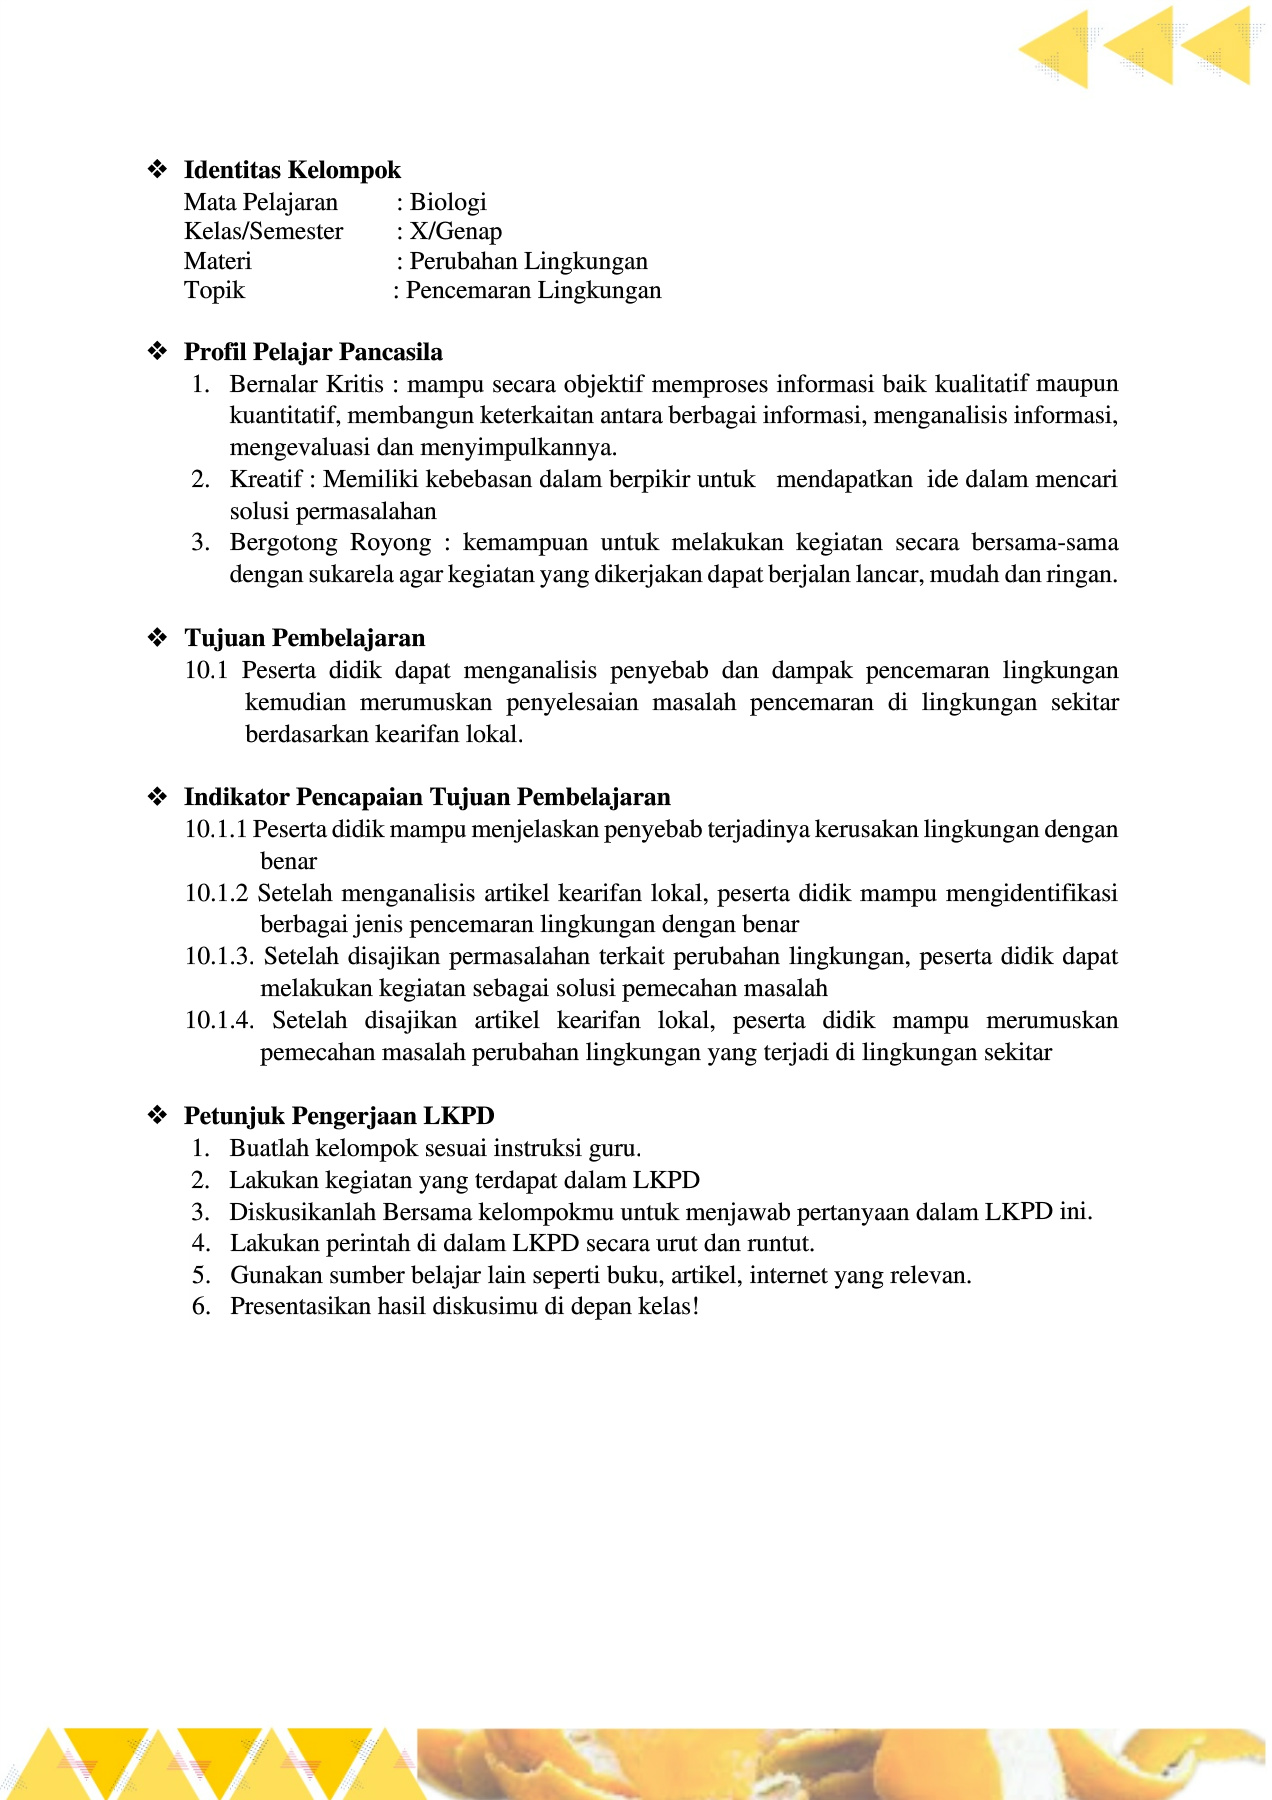 ❖ Identitas Kelompok
Mata Pelajaran : Biologi
Kelas/Semester : X/Genap
Materi : Perubahan Lingkungan
Topik : Pencemaran Lingkungan
❖ Profil Pelajar Pancasila
1. Bernalar Kritis : mampu secara objektif memproses informasi baik kualitatif maupun
kuantitatif, membangun keterkaitan antara berbagai informasi, menganalisis informasi,
mengevaluasi dan menyimpulkannya.
2. Kreatif : Memiliki kebebasan dalam berpikir untuk mendapatkan ide dalam mencari
solusi permasalahan
3. Bergotong Royong : kemampuan untuk melakukan kegiatan secara bersama-sama
dengan sukarela agar kegiatan yang dikerjakan dapat berjalan lancar, mudah dan ringan.
❖ Tujuan Pembelajaran
10.1 Peserta didik dapat menganalisis penyebab dan dampak pencemaran lingkungan
kemudian merumuskan penyelesaian masalah pencemaran di lingkungan sekitar
berdasarkan kearifan lokal.
❖ Indikator Pencapaian Tujuan Pembelajaran
10.1.1 Peserta didik mampu menjelaskan penyebab terjadinya kerusakan lingkungan dengan
benar
10.1.2 Setelah menganalisis artikel kearifan lokal, peserta didik mampu mengidentifikasi
berbagai jenis pencemaran lingkungan dengan benar
10.1.3. Setelah disajikan permasalahan terkait perubahan lingkungan, peserta didik dapat
melakukan kegiatan sebagai solusi pemecahan masalah
10.1.4. Setelah disajikan artikel kearifan lokal, peserta didik mampu merumuskan
pemecahan masalah perubahan lingkungan yang terjadi di lingkungan sekitar
❖ Petunjuk Pengerjaan LKPD
1. Buatlah kelompok sesuai instruksi guru.
2. Lakukan kegiatan yang terdapat dalam LKPD
3. Diskusikanlah Bersama kelompokmu untuk menjawab pertanyaan dalam LKPD ini.
4. Lakukan perintah di dalam LKPD secara urut dan runtut.
5. Gunakan sumber belajar lain seperti buku, artikel, internet yang relevan.
6. Presentasikan hasil diskusimu di depan kelas!